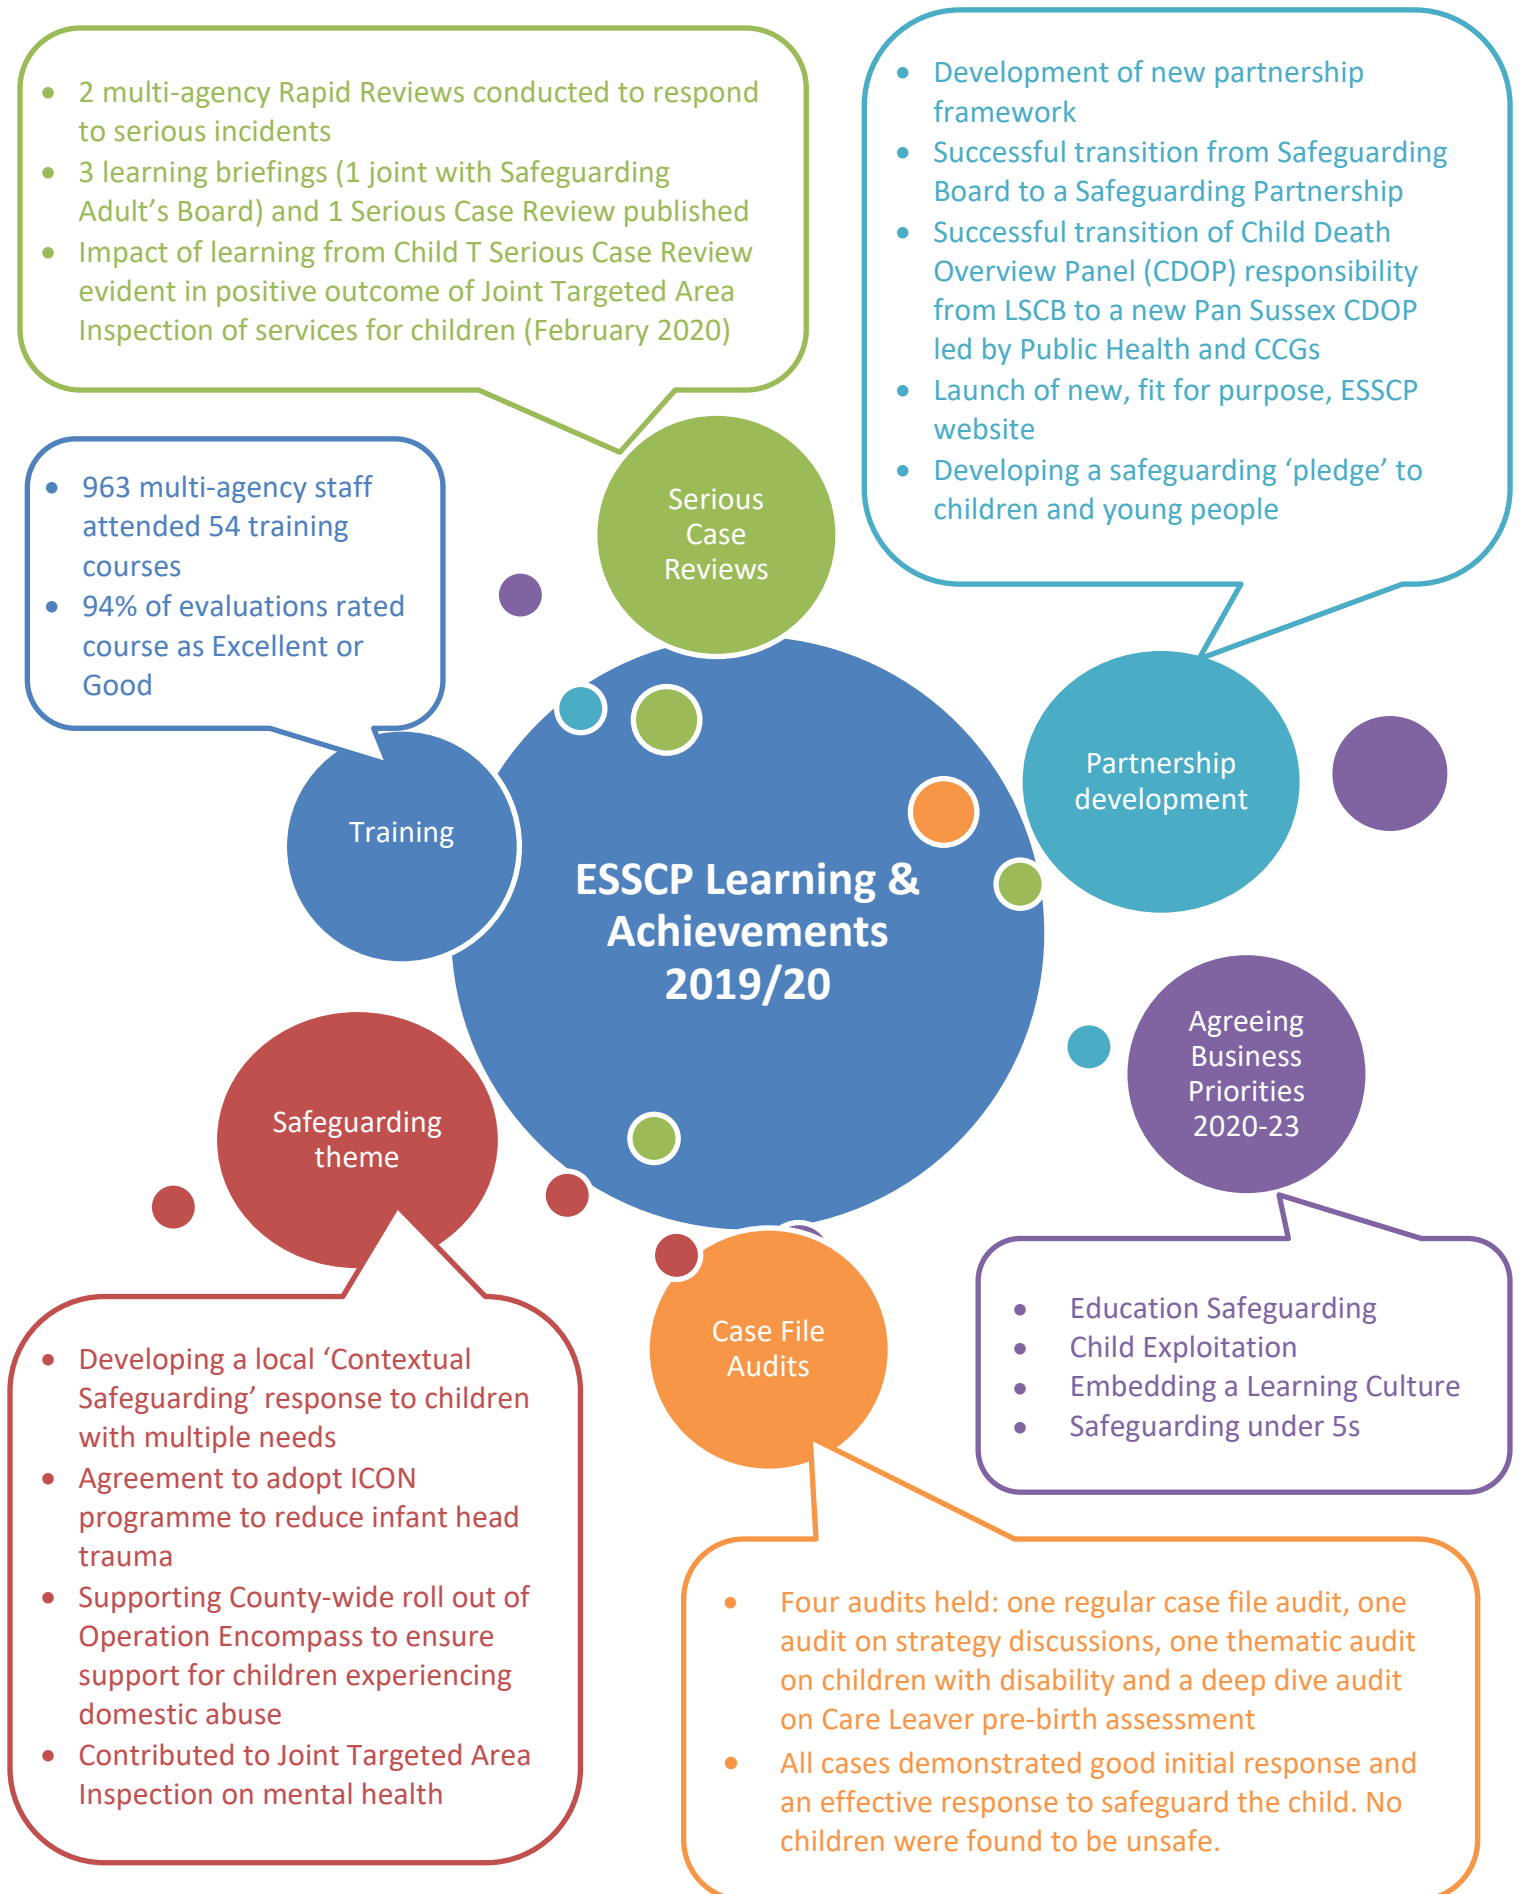 • 2 multi-agency Rapid Reviews conducted to respond
to serious incidents
• 3 learning briefings (1 joint with Safeguarding
Adult’s Board) and 1 Serious Case Review published
• Impact of learning from Child T Serious Case Review
evident in positive outcome of Joint Targeted Area
Inspection of services for children (February 2020)
• Development of new partnership
framework
• Successful transition from Safeguarding
Board to a Safeguarding Partnership
• Successful transition of Child Death
Overview Panel (CDOP) responsibility
from LSCB to a new Pan Sussex CDOP
led by Public Health and CCGs
• Launch of new, fit for purpose, ESSCP
website
• Developing a safeguarding ‘pledge’ to
children and young people
• 963 multi-agency staff
attended 54 training
courses
• 94% of evaluations rated
course as Excellent or
Good
Serious
Case
Reviews
Partnership
development
Training
ESSCP Learning &
Achievements
2019/20
Agreeing
Business
Priorities
2020-23
Safeguarding
theme
Case File
Audits
• Education Safeguarding
• Child Exploitation
• Embedding a Learning Culture
• Safeguarding under 5s
• Developing a local ‘Contextual
Safeguarding’ response to children
with multiple needs
• Agreement to adopt ICON
programme to reduce infant head
trauma
• Supporting County-wide roll out of
Operation Encompass to ensure
support for children experiencing
domestic abuse
• Contributed to Joint Targeted Area
Inspection on mental health
• Four audits held: one regular case file audit, one
audit on strategy discussions, one thematic audit
on children with disability and a deep dive audit
on Care Leaver pre-birth assessment
• All cases demonstrated good initial response and
an effective response to safeguard the child. No
children were found to be unsafe.